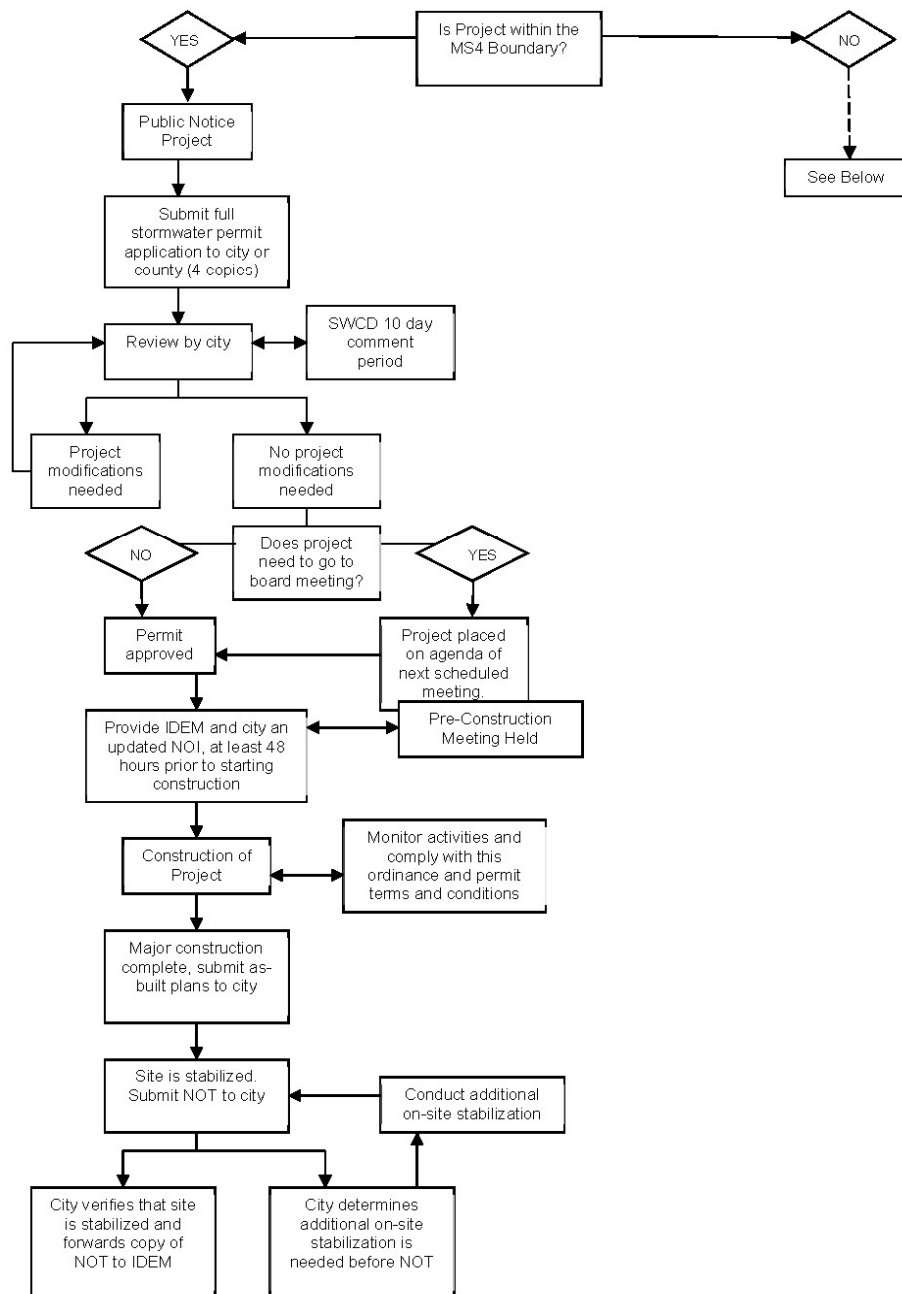 YES
Is Project within the
MS4 Boundary?
NO
Public Notice
Project
See Below
Submit full
stormwater permit
application to city or
county (4 copies)
Review by city
SWCD 10 day
comment
period
Project
modifications
needed
No project
modifications
needed
NO
Does project
need to go to
board meeting?
YES
Permit
approved
Project placed
on agenda of
next scheduled
meeting.
Provide IDEM and city an
updated NOI, at least 48
hours prior to starting
construction
Pre-Construction
Meeting Held
Construction of
Project
Monitor activities and
comply with this
ordinance and permit
terms and conditions
Major construction
complete, submit as-
built plans to city
Site is stabilized.
Submit NOT to city
Conduct additional
on-site stabilization
City verifies that site
is stabilized and
forwards copy of
NOT to IDEM
City determines
additional on-site
stabilization is
needed before NOT